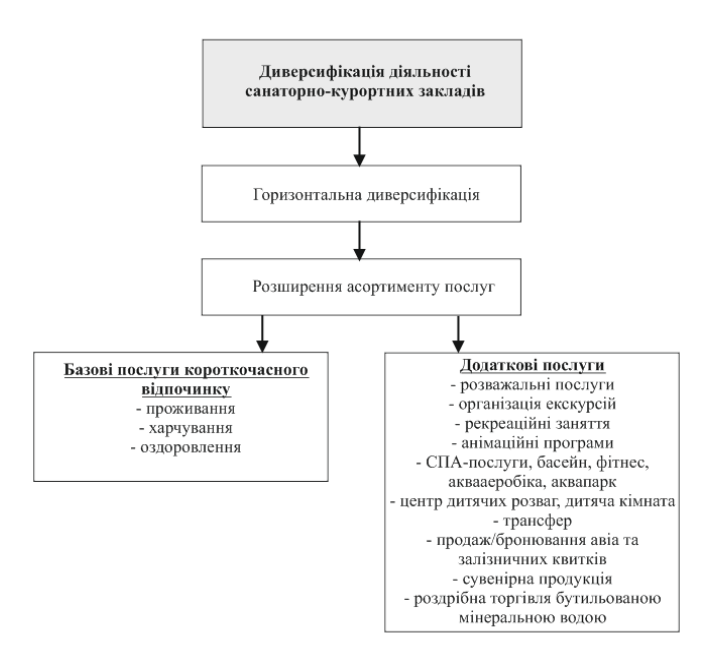 Диверсифікація діяльності
санаторно-курортних закладів
Горизонтальна диверсифікація
Розширення асортименту послуг
Базові послуги короткочасного
відпочинку
- проживання
- харчування
- оздоровлення
Додаткові послуги
- розважальні послуги
- організація екскурсій
- рекреаційні заняття
- анімаційні програми
- СПА-послуги, басейн, фітнес,
аквааеробіка, аквапарк
- центр дитячих розваг, дитяча кімната
- трансфер
- продаж/бронювання авіа та
залізничних квитків
- сувенірна продукція
- роздрібна торгівля бутильованою
мінеральною водою